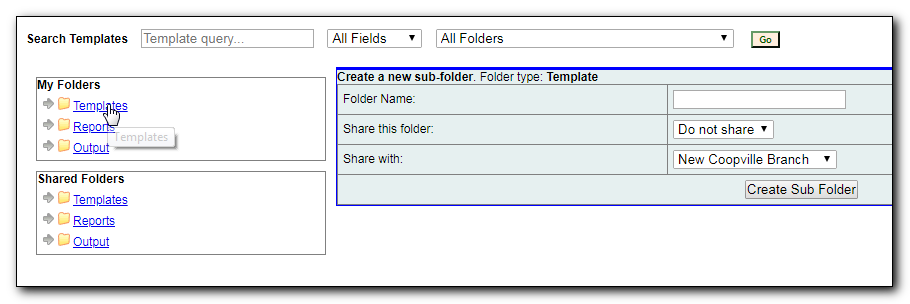 Search Templates Template query... All Fields All Folders Go
My Folders
Templates
Reports
Templates
Output
Shared Folders
Templates
Reports
Output
Create a new sub-folder. Folder type: Template
Folder Name:
Share this folder: Do not share
Share with: New Coopville Branch
Create Sub Folder